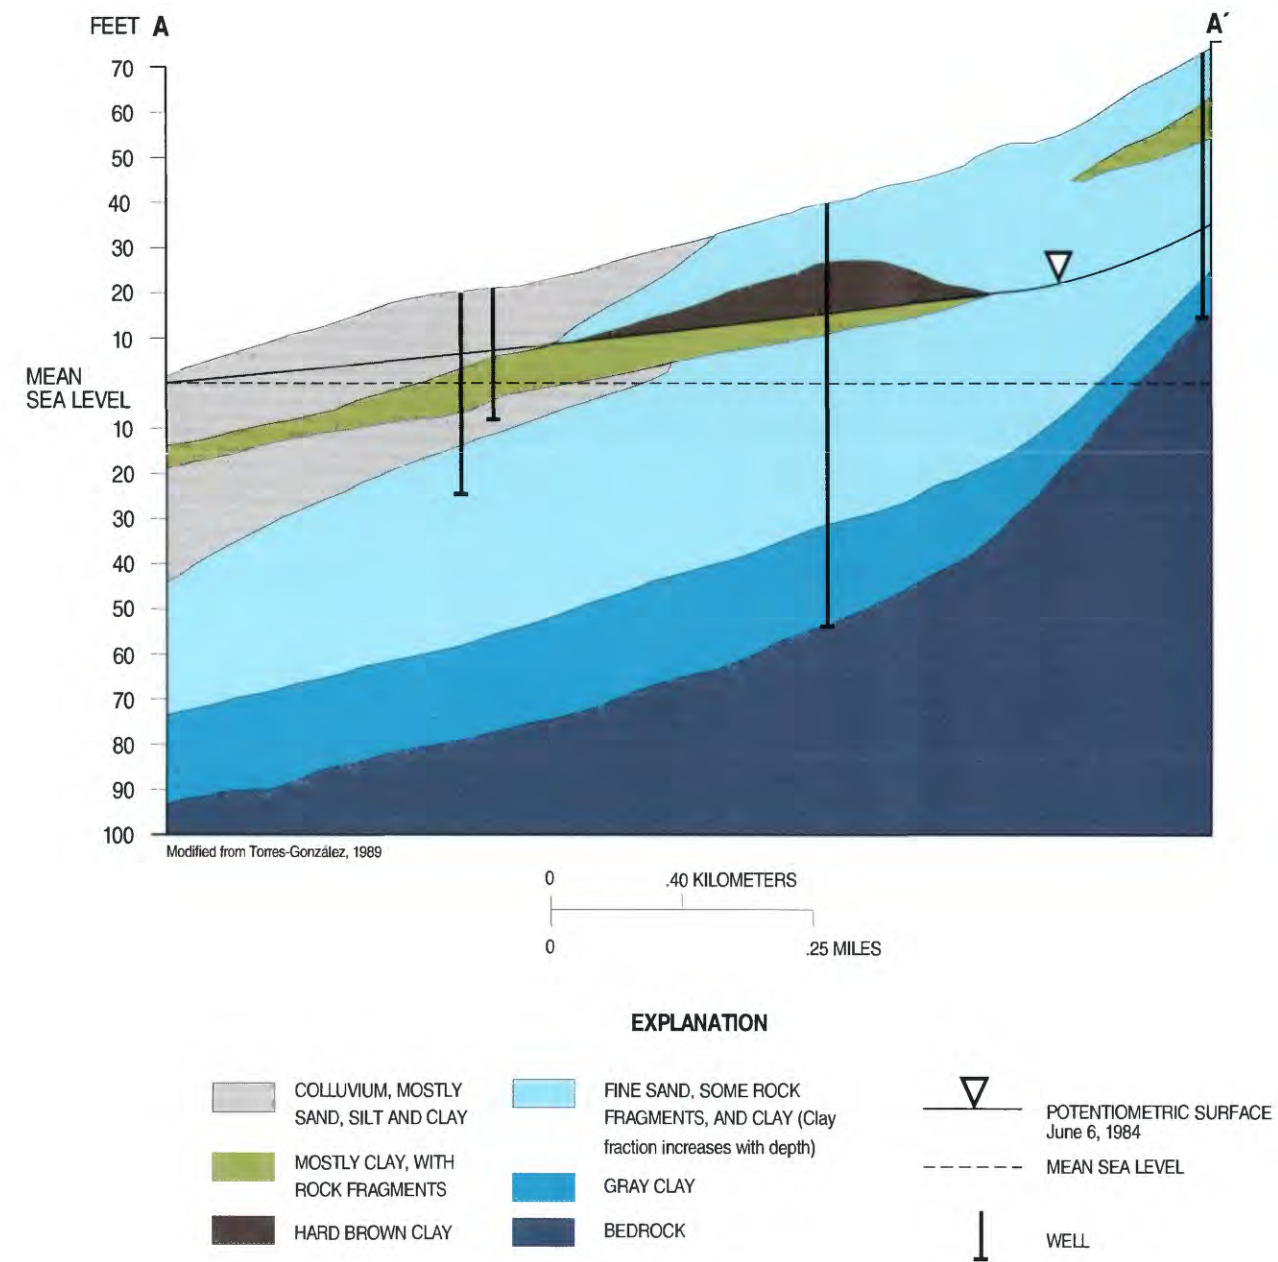 FEET A
A´
70
60
50
40
30
20
10
MEAN
SEA LEVEL
10
20
30
40
50
60
70
80
90
100
Modified from Torres-González, 1989
0 .40 KILOMETERS
0 .25 MILES
EXPLANATION
COLLUVIUM, MOSTLY
SAND, SILT AND CLAY
MOSTLY CLAY, WITH
ROCK FRAGMENTS
HARD BROWN CLAY
FINE SAND, SOME ROCK
FRAGMENTS, AND CLAY (Clay
fraction increases with depth)
GRAY CLAY
BEDROCK
POTENTIOMETRIC SURFACE
June 6, 1984
MEAN SEA LEVEL
WELL